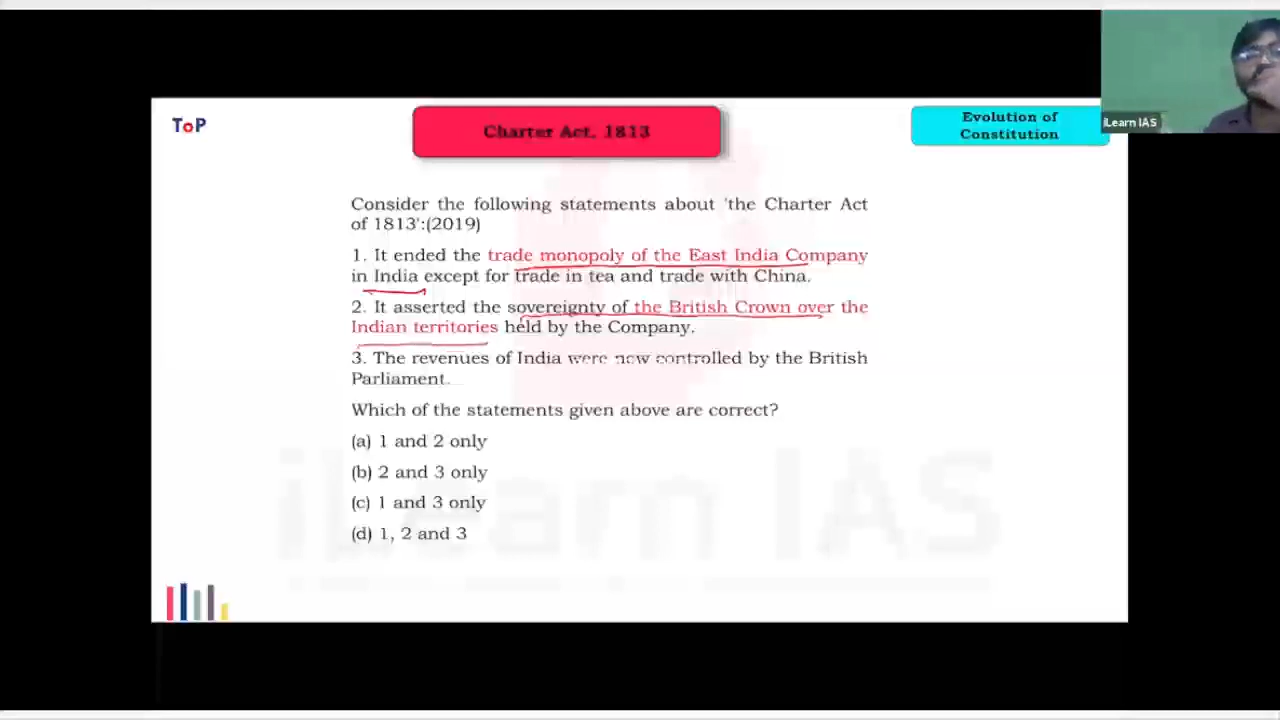 iLearn IAS
ToP
Charter Act, 1813
Evolution of
Constitution
Consider the following statements about 'the Charter Act
of 1813':(2019)
1. It ended the trade monopoly of the East India Company
in India except for trade in tea and trade with China.
2. It asserted the sovereignty of the British Crown over the
Indian territories held by the Company.
3. The revenues of India were now controlled by the British
Parliament.
Which of the statements given above are correct?
(a) 1 and 2 only
(b) 2 and 3 only
(c) 1 and 3 only
(d) 1, 2 and 3
iLearn IAS